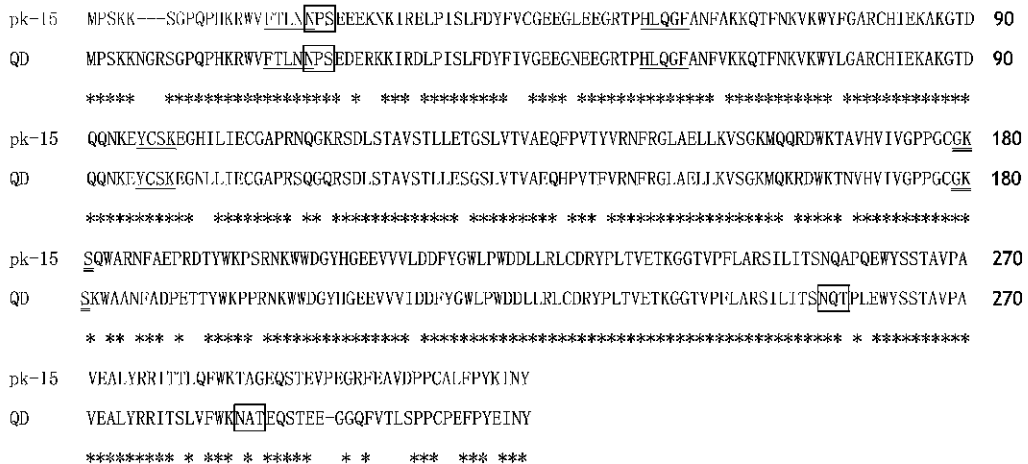 pk-15 MPSKK---SGPQPHKRWVFTLNNPSEEEKNKIRELPISLFDYFVCGEEGLEEGRTPHLQGFANFAKKQTFNKVKWYFGARCHIEKAKGTD 90
QD MPSKKNGRSGPQPHKRWVFTLNNPSEDERKKIRDLPISLFDYFIVGEEGNEEGRTPHLQGFANFVKKQTFNKVKWYLGARCHIEKAKGTD 90
***** ***************** * *** ********* **** ************** *********** **************
pk-15 QQNKEYCSKEGHILIECGAPRNQGKRSDLSTAVSTLLETGSLVTVAEQFPVTYVRNFRGLAELLKVSGKMQQRDWKTAVHVIVGPPGCGK 180
QD QQNKEYCSKEGNLLIECGAPRSQGQRSDLSTAVSTLLESGSLVTVAEQHPVTFVRNFRGLAELLKVSGKMQKRDWKTNVHVIVGPPGCGK 180
*********** ******** ** ************* ********* *** ****************** ***** ************
pk-15 SQWARNFAEPRDTYWKPSRNKWWDGYHGEEVVVLDDFYGWLPWDDLLRLCDRYPLTVETKGGTVPFLARSILITSNQAPQEWYSSTAVPA 270
QD SKWAANFADPETTYWKPPRNKWWDGYHGEEVVVIDDFYGWLPWDDLLRLCDRYPLTVETKGGTVPFLARSILITSNQTPLEWYSSTAVPA 270
* ** *** * **** *************** ******************************************* * ***********
pk-15 VEALYRRITTLQFWKTAGEQSTEVPEGRFEAVDPPCALFPYKINY
QD VEALYRRITSLVFWKNATEQSTEE-GGQFVTLSPPCPEFPYEINY
********* * *** * ***** * * *** *** ***